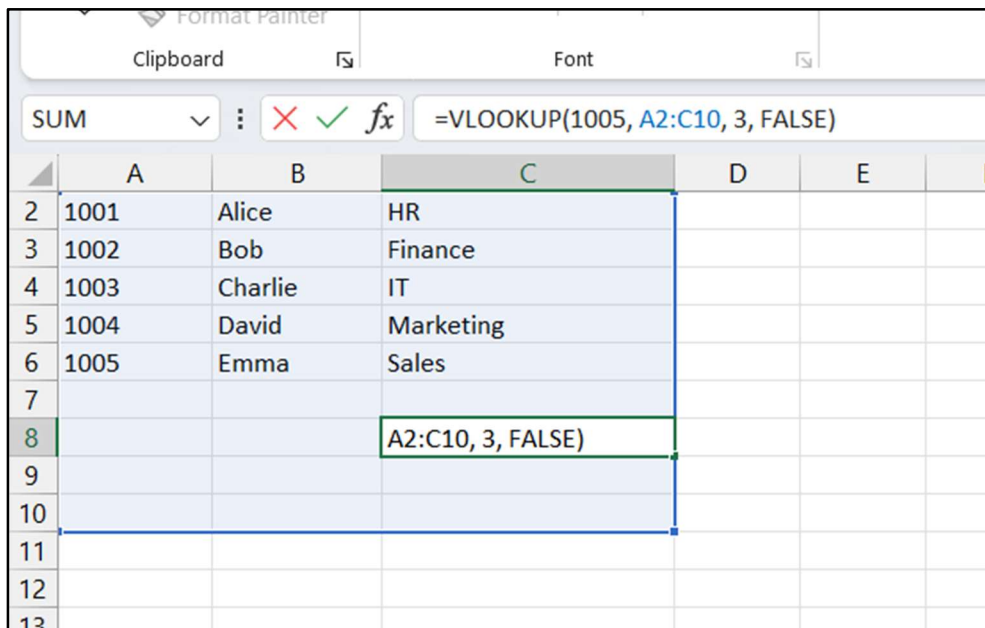 Format Painter
Clipboard Font
SUM fx =VLOOKUP(1005, A2:C10, 3, FALSE)
A B C D E
2 1001 Alice HR
3 1002 Bob Finance
4 1003 Charlie IT
5 1004 David Marketing
6 1005 Emma Sales
7
8 A2:C10, 3, FALSE)
9
10
11
12
13